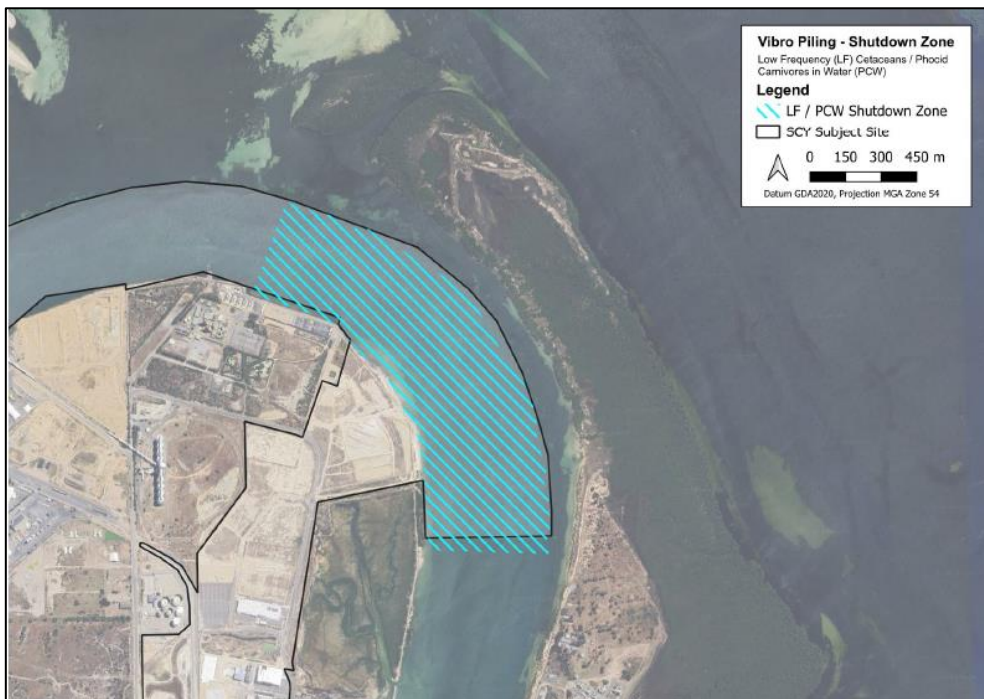 Vibro Piling - Shutdown Zone
Low Frequency (LF) Cetaceans / Phocid
Carnivores in Water (PCW)
Legend
LF / PCW Shutdown Zone
SCY Subject Site
0 150 300 450 m
Datum GDA2020, Projection MGA Zone 54